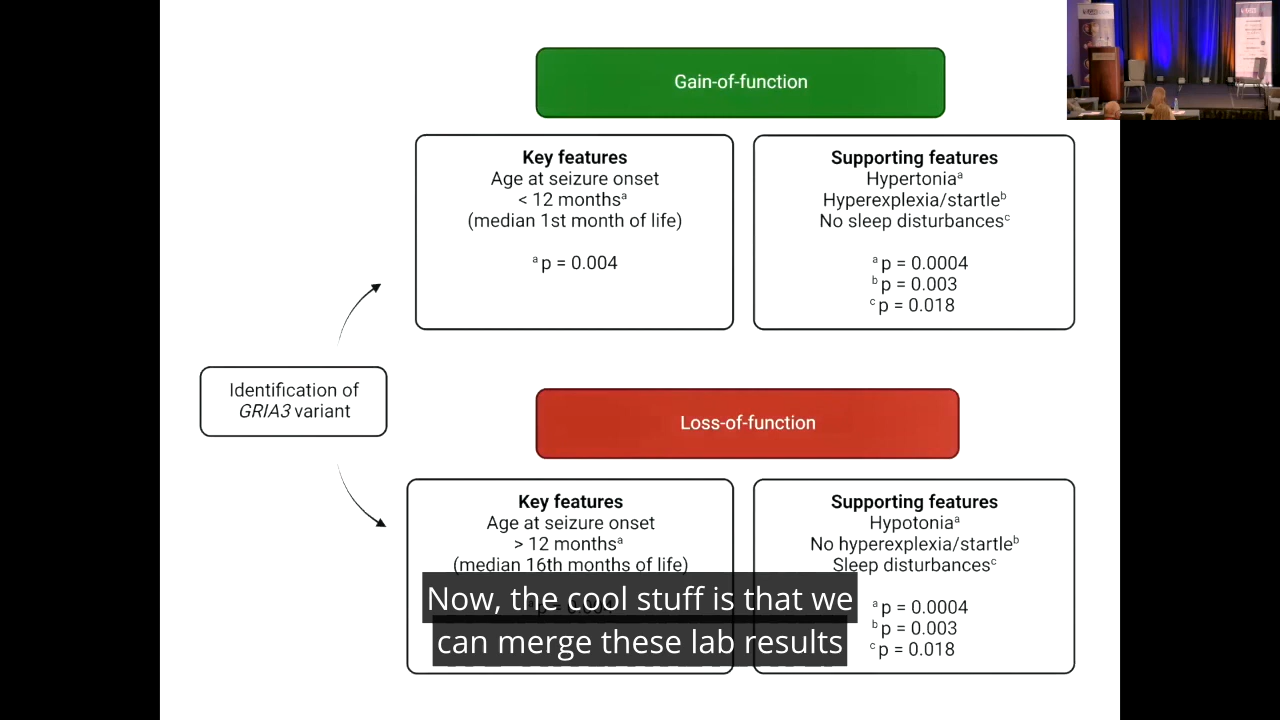 Gain-of-function
Key features
Age at seizure onset
< 12 monthsᵃ
(median 1st month of life)
ᵃ p = 0.004
Supporting features
Hypertoniaᵃ
Hyperexplexia/startleᵇ
No sleep disturbancesᶜ
ᵃ p = 0.0004
ᵇ p = 0.003
ᶜ p = 0.018
Identification of
GRIA3 variant
Loss-of-function
Key features
Age at seizure onset
> 12 monthsᵃ
(median 16th months of life)
Supporting features
Hypotoniaᵃ
No hyperexplexia/startleᵇ
Sleep disturbancesᶜ
ᵃ p = 0.0004
ᵇ p = 0.003
ᶜ p = 0.018
Now, the cool stuff is that we
can merge these lab results